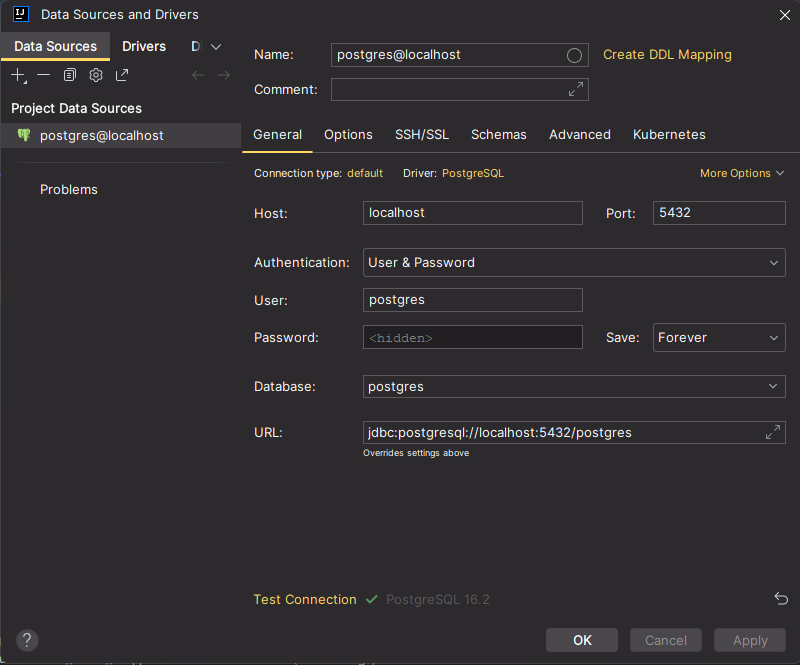 IJ Data Sources and Drivers
Data Sources Drivers
Name: postgres@localhost Create DDL Mapping
Comment:
Project Data Sources
postgres@localhost
Problems
General Options SSH/SSL Schemas Advanced Kubernetes
Connection type: default Driver: PostgreSQL More Options
Host: localhost Port: 5432
Authentication: User & Password
User: postgres
Password: <hidden> Save: Forever
Database: postgres
URL: jdbc:postgresql://localhost:5432/postgres
Overrides settings above
Test Connection PostgreSQL 16.2
? OK Cancel Apply